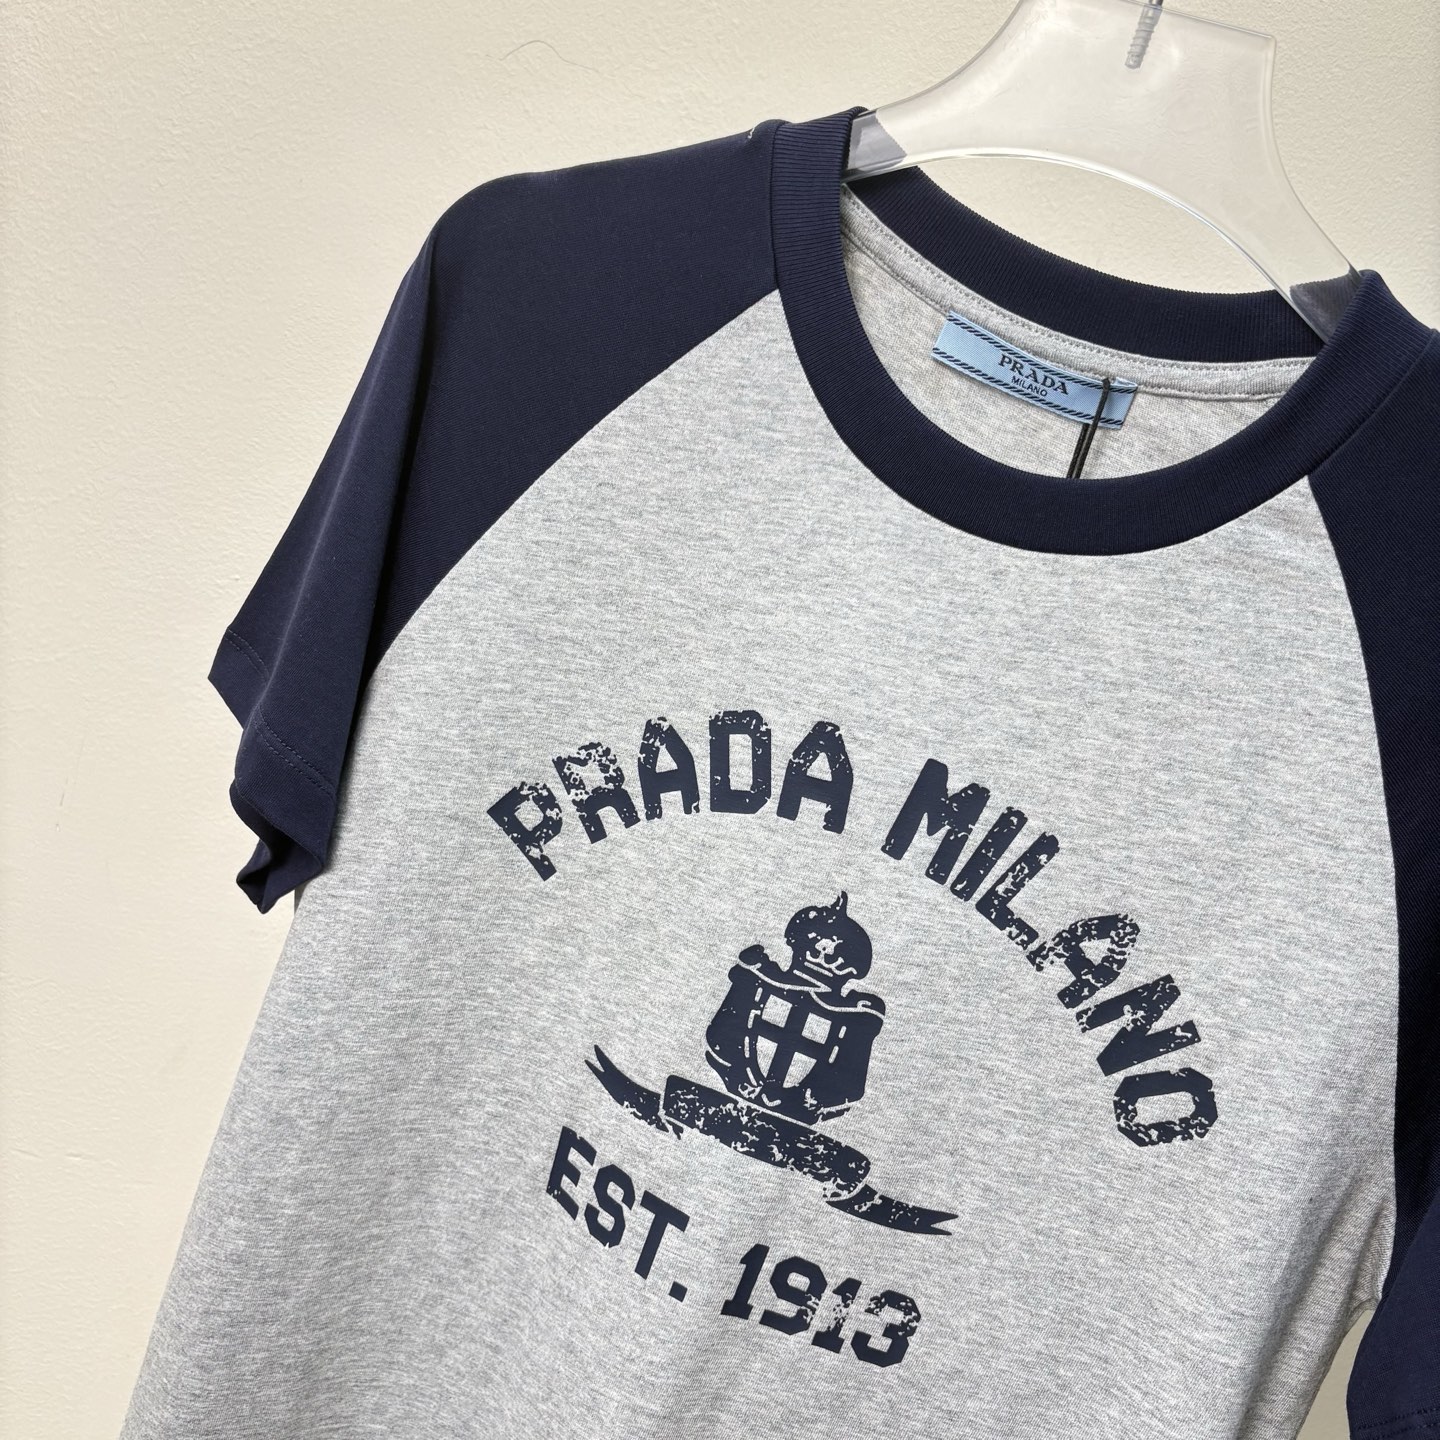 PRADA
MILANO
PRADA MILANO
EST. 1913